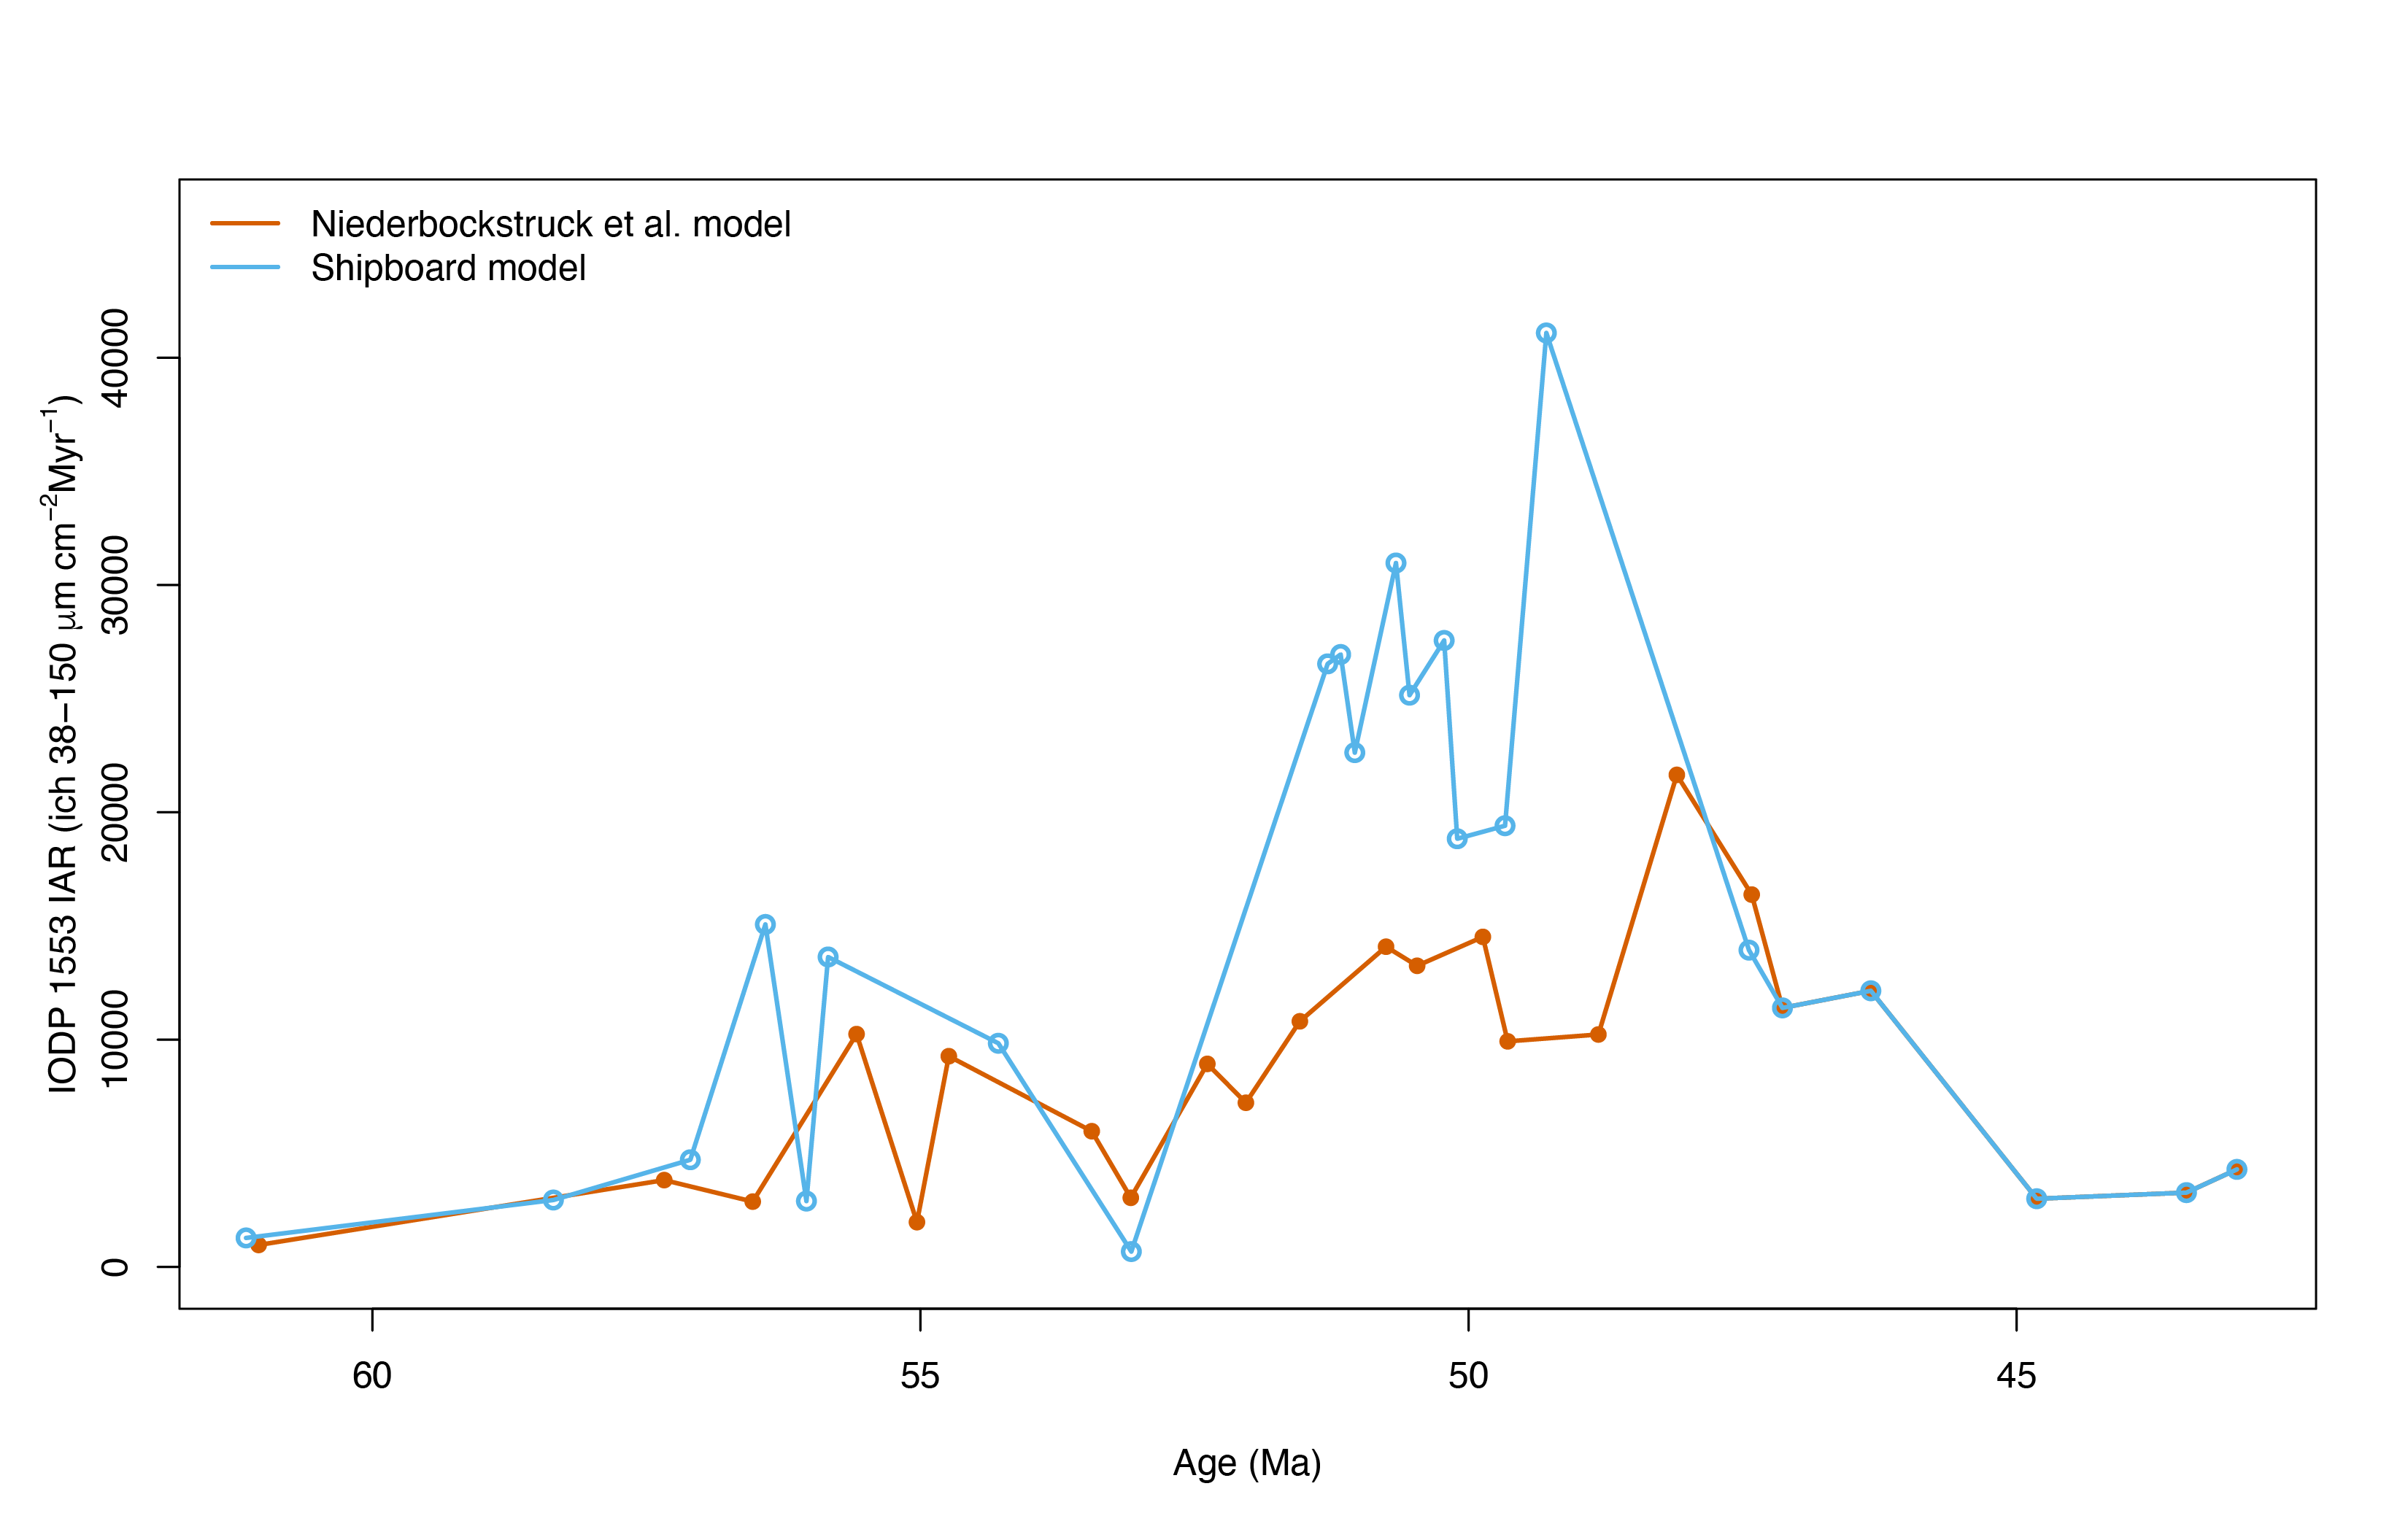 Niederbockstruck et al. model
Shipboard model
IODP 1553 IAR (ich 38−150 μm cm⁻²Myr⁻¹)
40000
30000
20000
10000
0
60 55 50 45
Age (Ma)